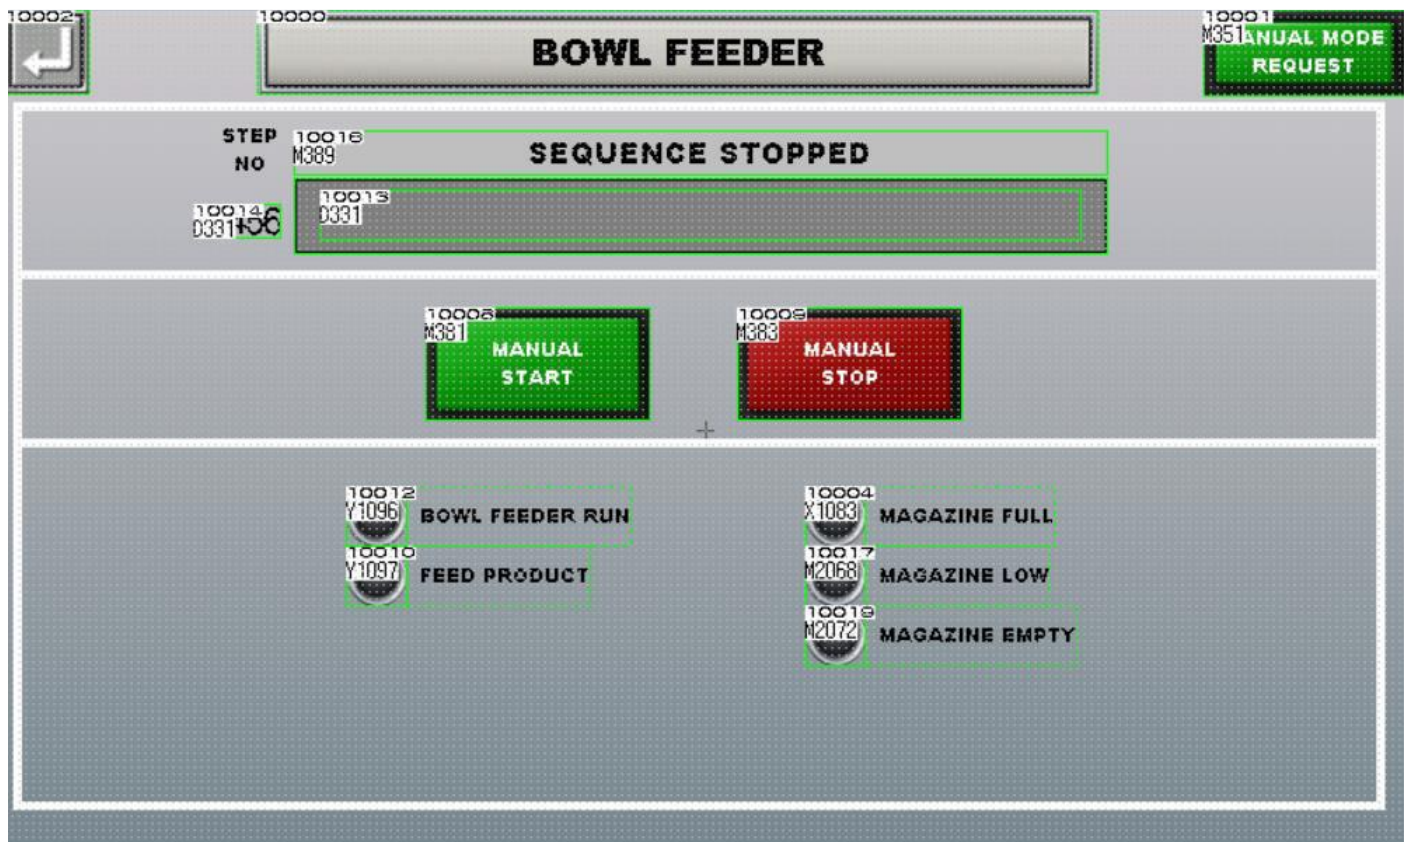 10002
10000
BOWL FEEDER
10001
M351
ANUAL MODE
REQUEST
STEP
NO
10016
M389
SEQUENCE STOPPED
10014
D331
56
10013
D331
10008
M381
MANUAL
START
10009
M383
MANUAL
STOP
10012
Y1096
BOWL FEEDER RUN
10010
Y1097
FEED PRODUCT
10004
X1083
MAGAZINE FULL
10017
M2068
MAGAZINE LOW
10019
M2072
MAGAZINE EMPTY